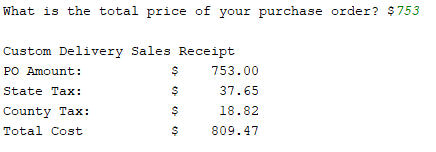 What is the total price of your purchase order? $753
Custom Delivery Sales Receipt
PO Amount: $ 753.00
State Tax: $ 37.65
County Tax: $ 18.82
Total Cost $ 809.47